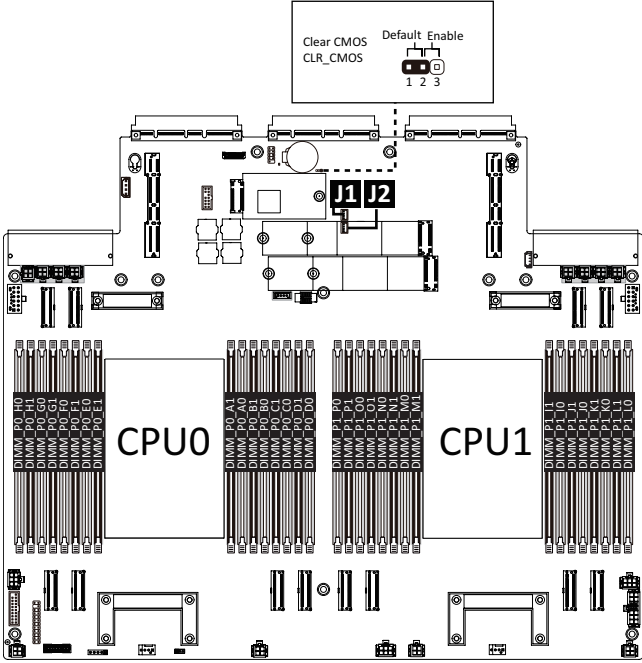 Clear CMOS
CLR_CMOS
Default Enable
1 2 3
J1 J2
DIMM_P0_H0
DIMM_P0_H1
DIMM_P0_G0
DIMM_P0_G1
DIMM_P0_F0
DIMM_P0_F1
DIMM_P0_E0
DIMM_P0_E1
CPU0
DIMM_P0_A1
DIMM_P0_A0
DIMM_P0_B1
DIMM_P0_B0
DIMM_P0_C1
DIMM_P0_C0
DIMM_P0_D1
DIMM_P0_D0
DIMM_P1_P0
DIMM_P1_P1
DIMM_P1_O0
DIMM_P1_O1
DIMM_P1_N0
DIMM_P1_N1
DIMM_P1_M0
DIMM_P1_M1
CPU1
DIMM_P1_I1
DIMM_P1_I0
DIMM_P1_J1
DIMM_P1_J0
DIMM_P1_K1
DIMM_P1_K0
DIMM_P1_L1
DIMM_P1_L0